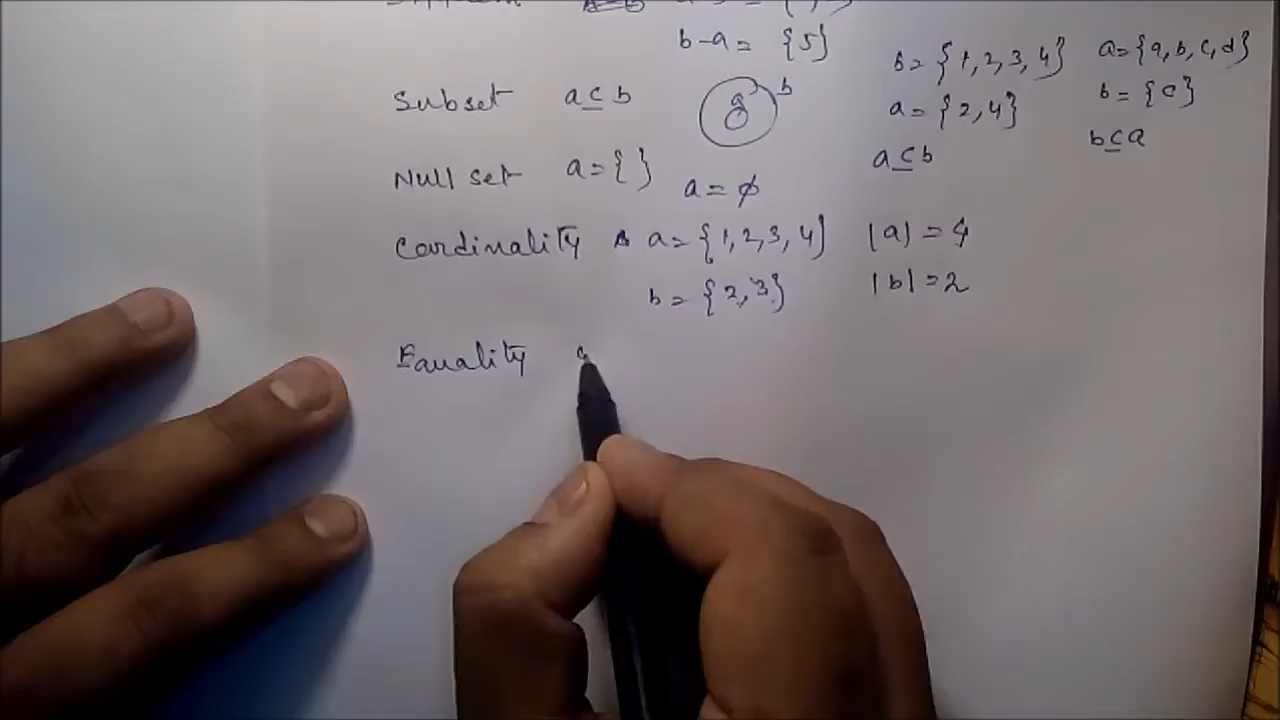 b-a = {5}
Subset a ⊆ b a b b = {1, 2, 3, 4} a = {a, b, c, d}
a = {2, 4} b = {c}
a ⊆ b b ⊆ a
Null set a = { } a = ϕ
Cardinality a = {1, 2, 3, 4} |a| = 4
b = {2, 3} |b| = 2
Equality